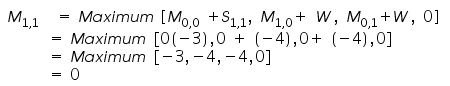 M1,1 = Maximum [M0,0 + S1,1, M1,0 + W, M0,1 + W, 0]
= Maximum [0(−3), 0 + (−4), 0+ (−4), 0]
= Maximum [−3, −4, −4, 0]
= 0